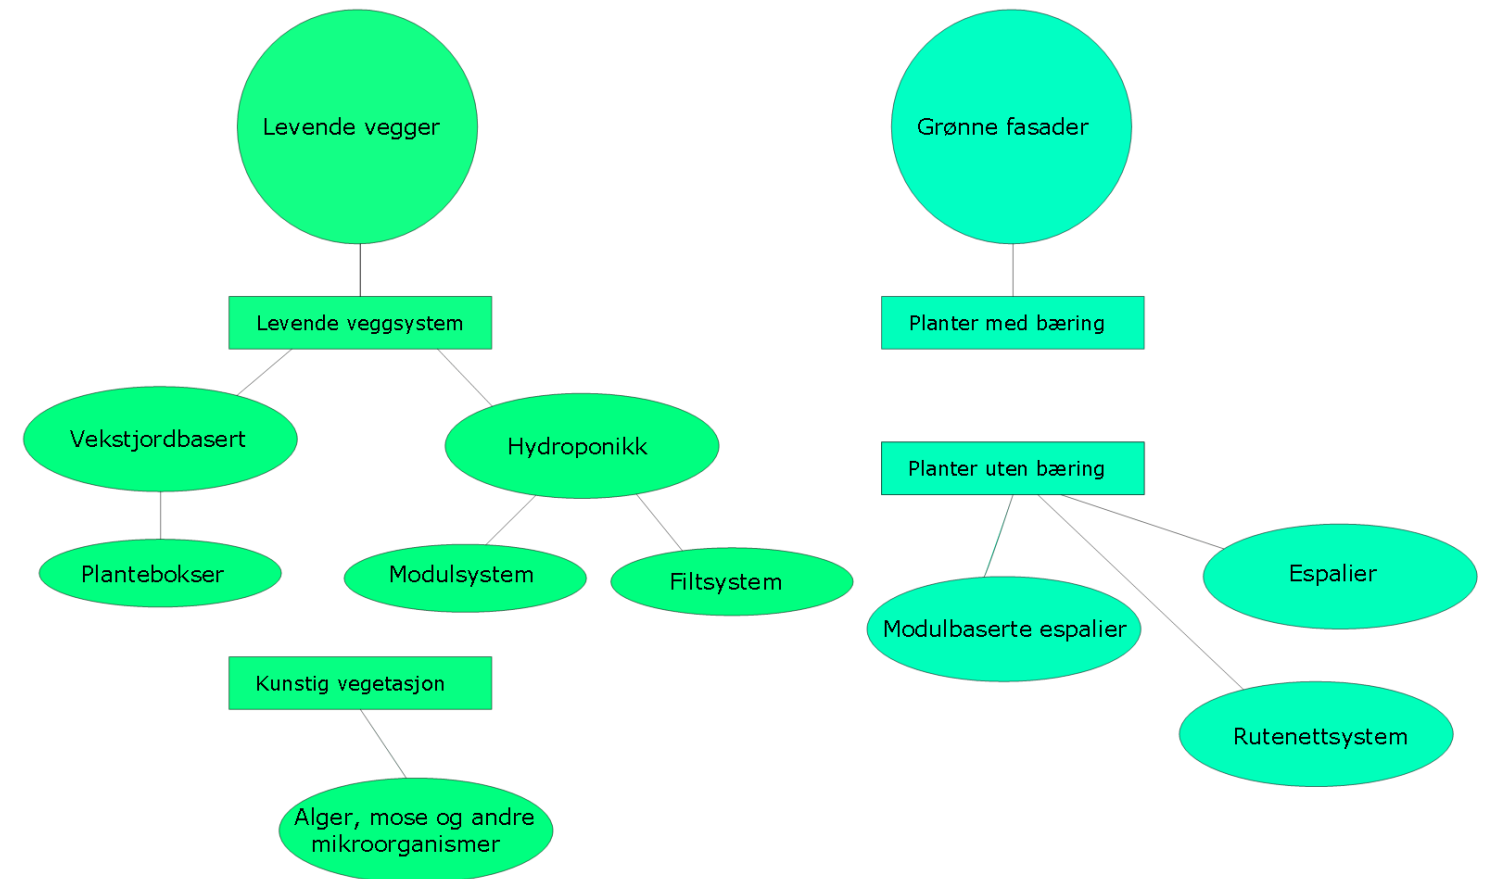 Levende vegger
Grønne fasader
Levende veggsystem
Planter med bæring
Vekstjordbasert
Hydroponikk
Planter uten bæring
Plantebokser
Modulsystem
Filtsystem
Espalier
Modulbaserte espalier
Kunstig vegetasjon
Rutenettsystem
Alger, mose og andre
mikroorganismer